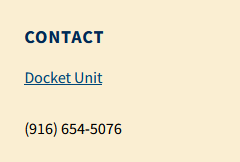 CONTACT
Docket Unit
(916) 654-5076